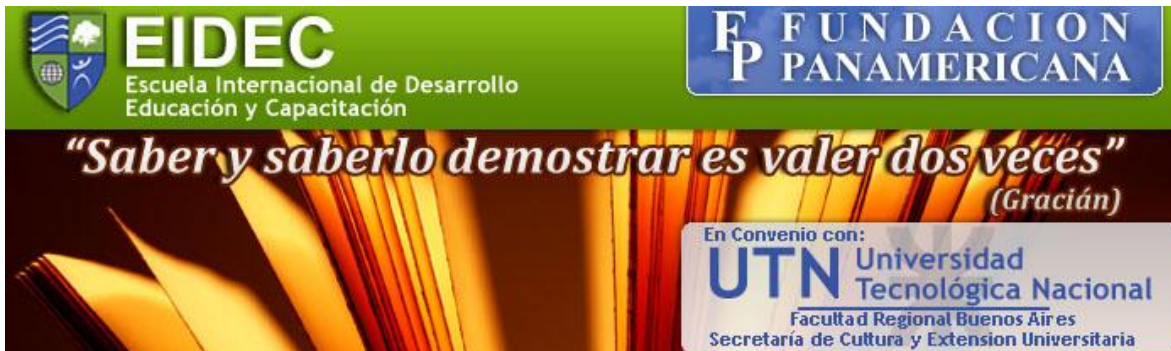 EIDEC
Escuela Internacional de Desarrollo
Educación y Capacitación
FP FUNDACION
PANAMERICANA
“Saber y saberlo demostrar es valer dos veces”
(Gracián)
En Convenio con:
UTN Universidad
Tecnológica Nacional
Facultad Regional Buenos Aires
Secretaría de Cultura y Extension Universitaria